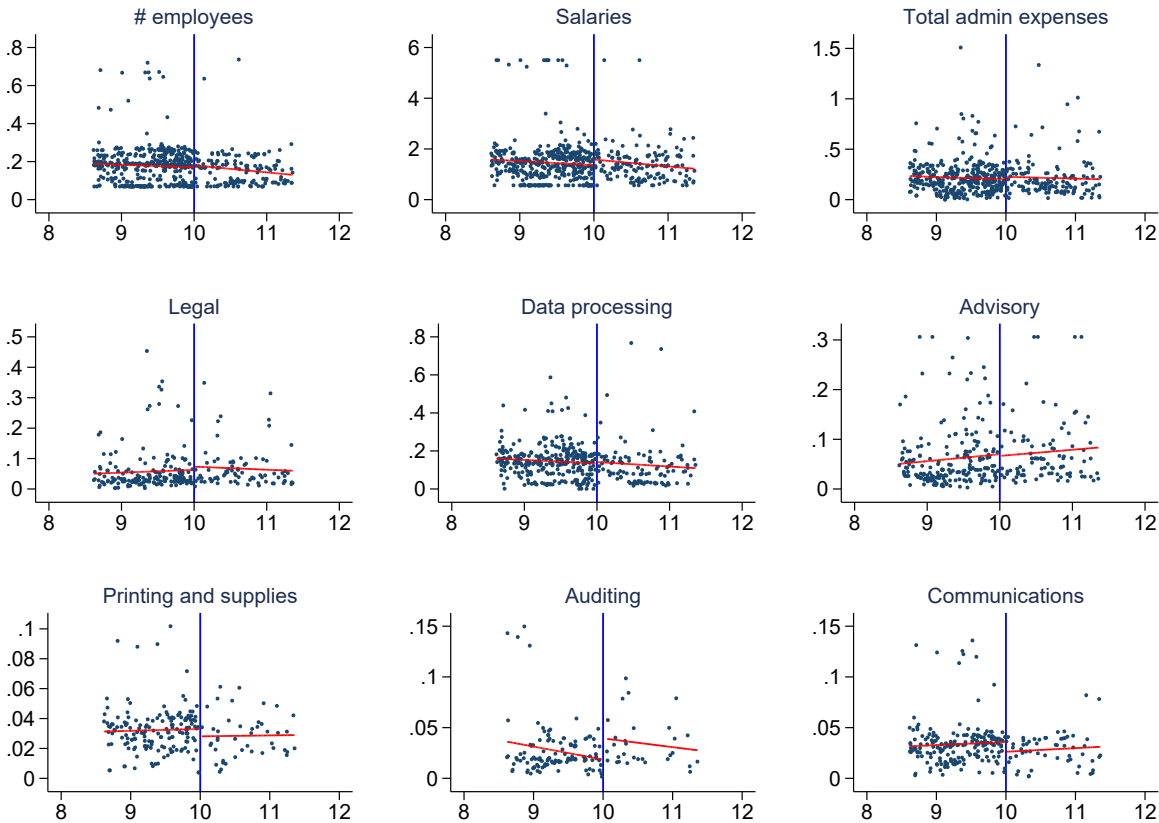 # employees
Salaries
Total admin expenses
.8
.6
.4
.2
0
8 9 10 11 12
6
4
2
0
8 9 10 11 12
1.5
1
.5
0
8 9 10 11 12
Legal
Data processing
Advisory
.5
.4
.3
.2
.1
0
8 9 10 11 12
.8
.6
.4
.2
0
8 9 10 11 12
.3
.2
.1
0
8 9 10 11 12
Printing and supplies
Auditing
Communications
.1
.08
.06
.04
.02
0
8 9 10 11 12
.15
.1
.05
0
8 9 10 11 12
.15
.1
.05
0
8 9 10 11 12